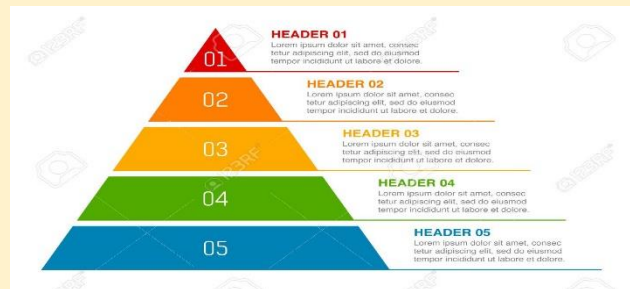 01
HEADER 01
Lorem ipsum dolor sit amet, consec
tetur adipiscing elit, sed do eiusmod
tempor incididunt ut labore et dolore.
02
HEADER 02
Lorem ipsum dolor sit amet, consec
tetur adipiscing elit, sed do eiusmod
tempor incididunt ut labore et dolore.
03
HEADER 03
Lorem ipsum dolor sit amet, consec
tetur adipiscing elit, sed do eiusmod
tempor incididunt ut labore et dolore.
04
HEADER 04
Lorem ipsum dolor sit amet, consec
tetur adipiscing elit, sed do eiusmod
tempor incididunt ut labore et dolore.
05
HEADER 05
Lorem ipsum dolor sit amet, consec
tetur adipiscing elit, sed do eiusmod
tempor incididunt ut labore et dolore.